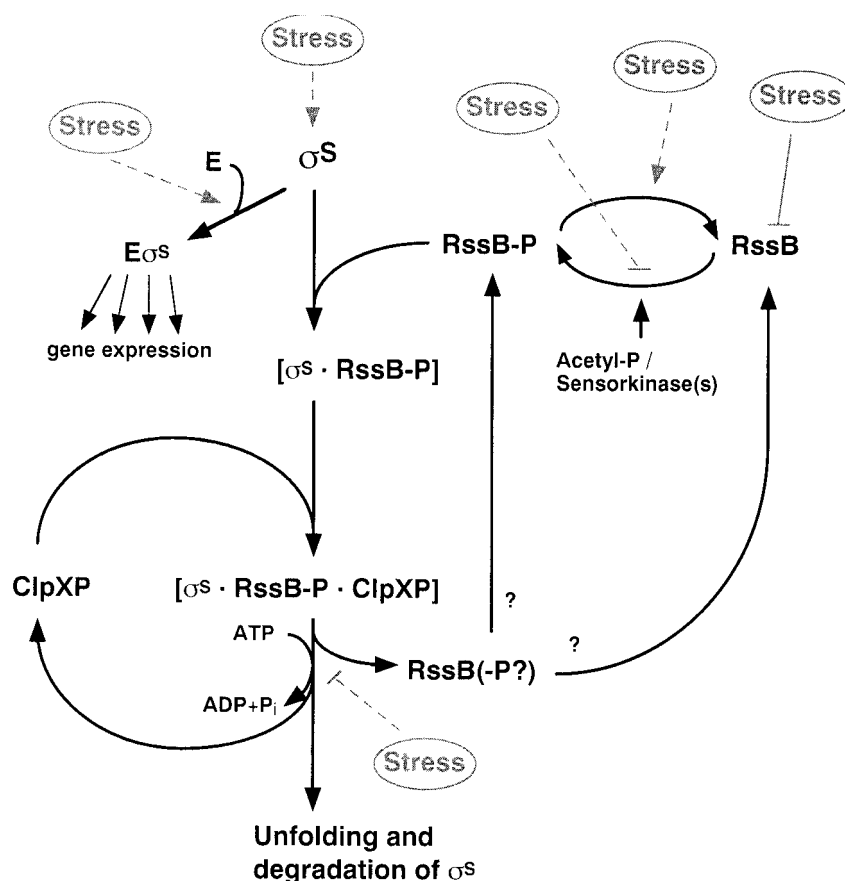 Stress
Stress
Stress
Stress
Stress
E
σS
Eσs
RssB-P
RssB
gene expression
[σs · RssB-P]
Acetyl-P /
Sensorkinase(s)
ClpXP
[σs · RssB-P · ClpXP]
?
ATP
?
RssB(-P?)
ADP+Pi
Stress
Unfolding and
degradation of σs